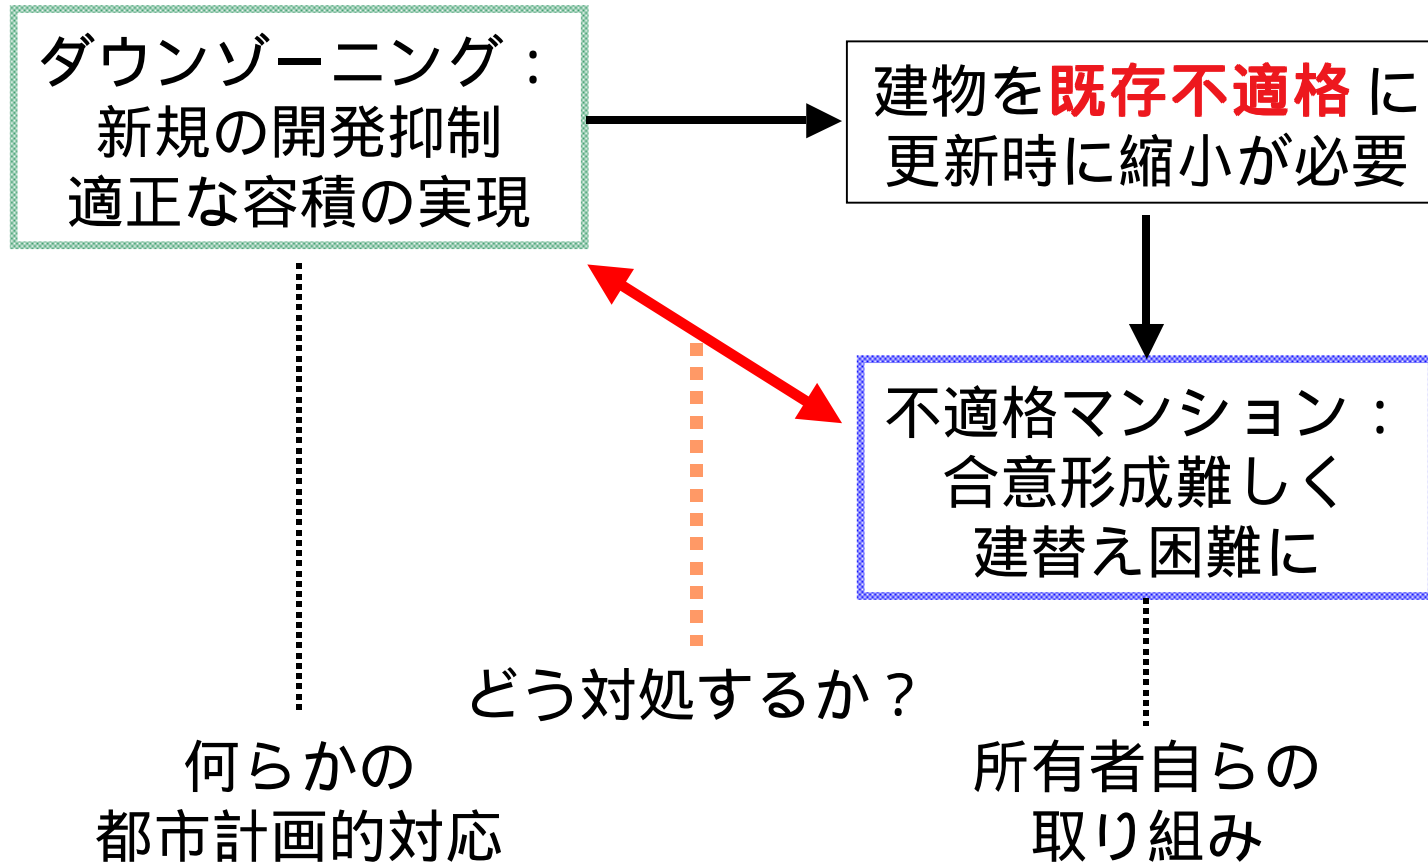 ダウンゾーニング：
新規の開発抑制
適正な容積の実現
建物を既存不適格に
更新時に縮小が必要
不適格マンション：
合意形成難しく
建替え困難に
どう対処するか？
何らかの
都市計画的対応
所有者自らの
取り組み